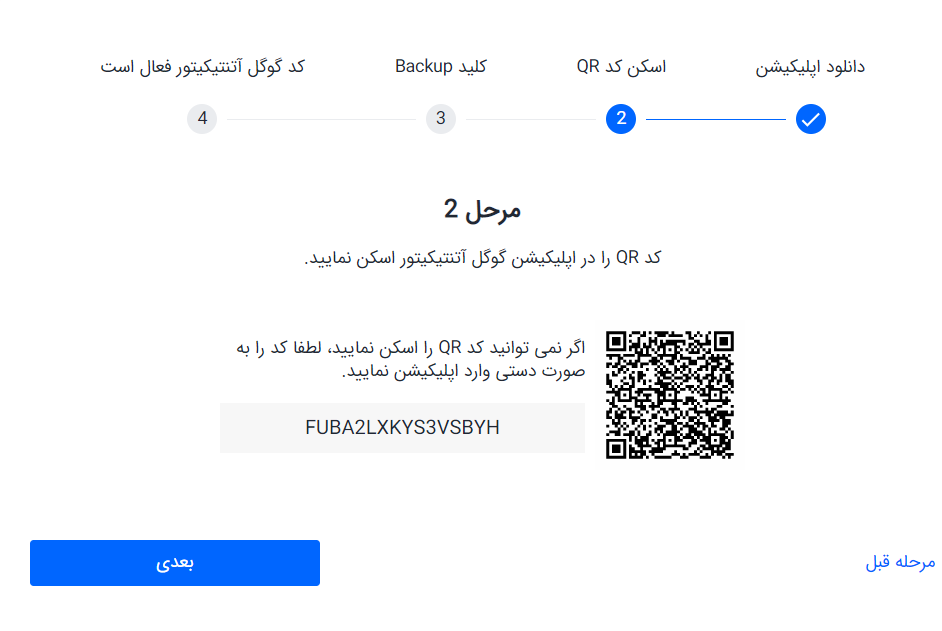 دانلود اپلیکیشن
اسکن کد QR
کلید Backup
کد گوگل آتنتیکیتور فعال است
2
3
4
مرحل 2
کد QR را در اپلیکیشن گوگل آتنتیکیتور اسکن نمایید.
اگر نمی توانید کد QR را اسکن نمایید، لطفا کد را به
صورت دستی وارد اپلیکیشن نمایید.
FUBA2LXKYS3VSBYH
مرحله قبل
بعدی